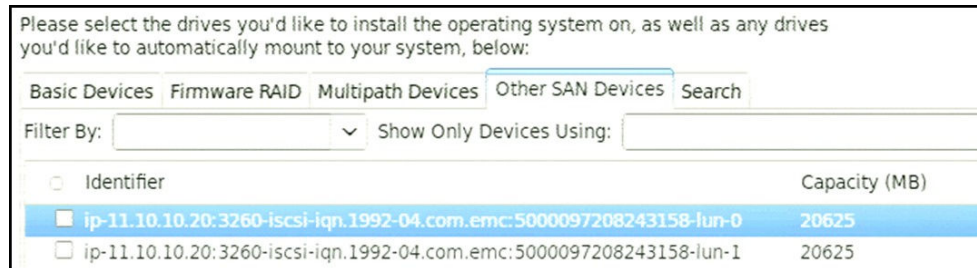 Please select the drives you'd like to install the operating system on, as well as any drives
you'd like to automatically mount to your system, below:
Basic Devices Firmware RAID Multipath Devices Other SAN Devices Search
Filter By: Show Only Devices Using:
Identifier Capacity (MB)
ip-11.10.10.20:3260-iscsi-iqn.1992-04.com.emc:5000097208243158-lun-0 20625
ip-11.10.10.20:3260-iscsi-iqn.1992-04.com.emc:5000097208243158-lun-1 20625